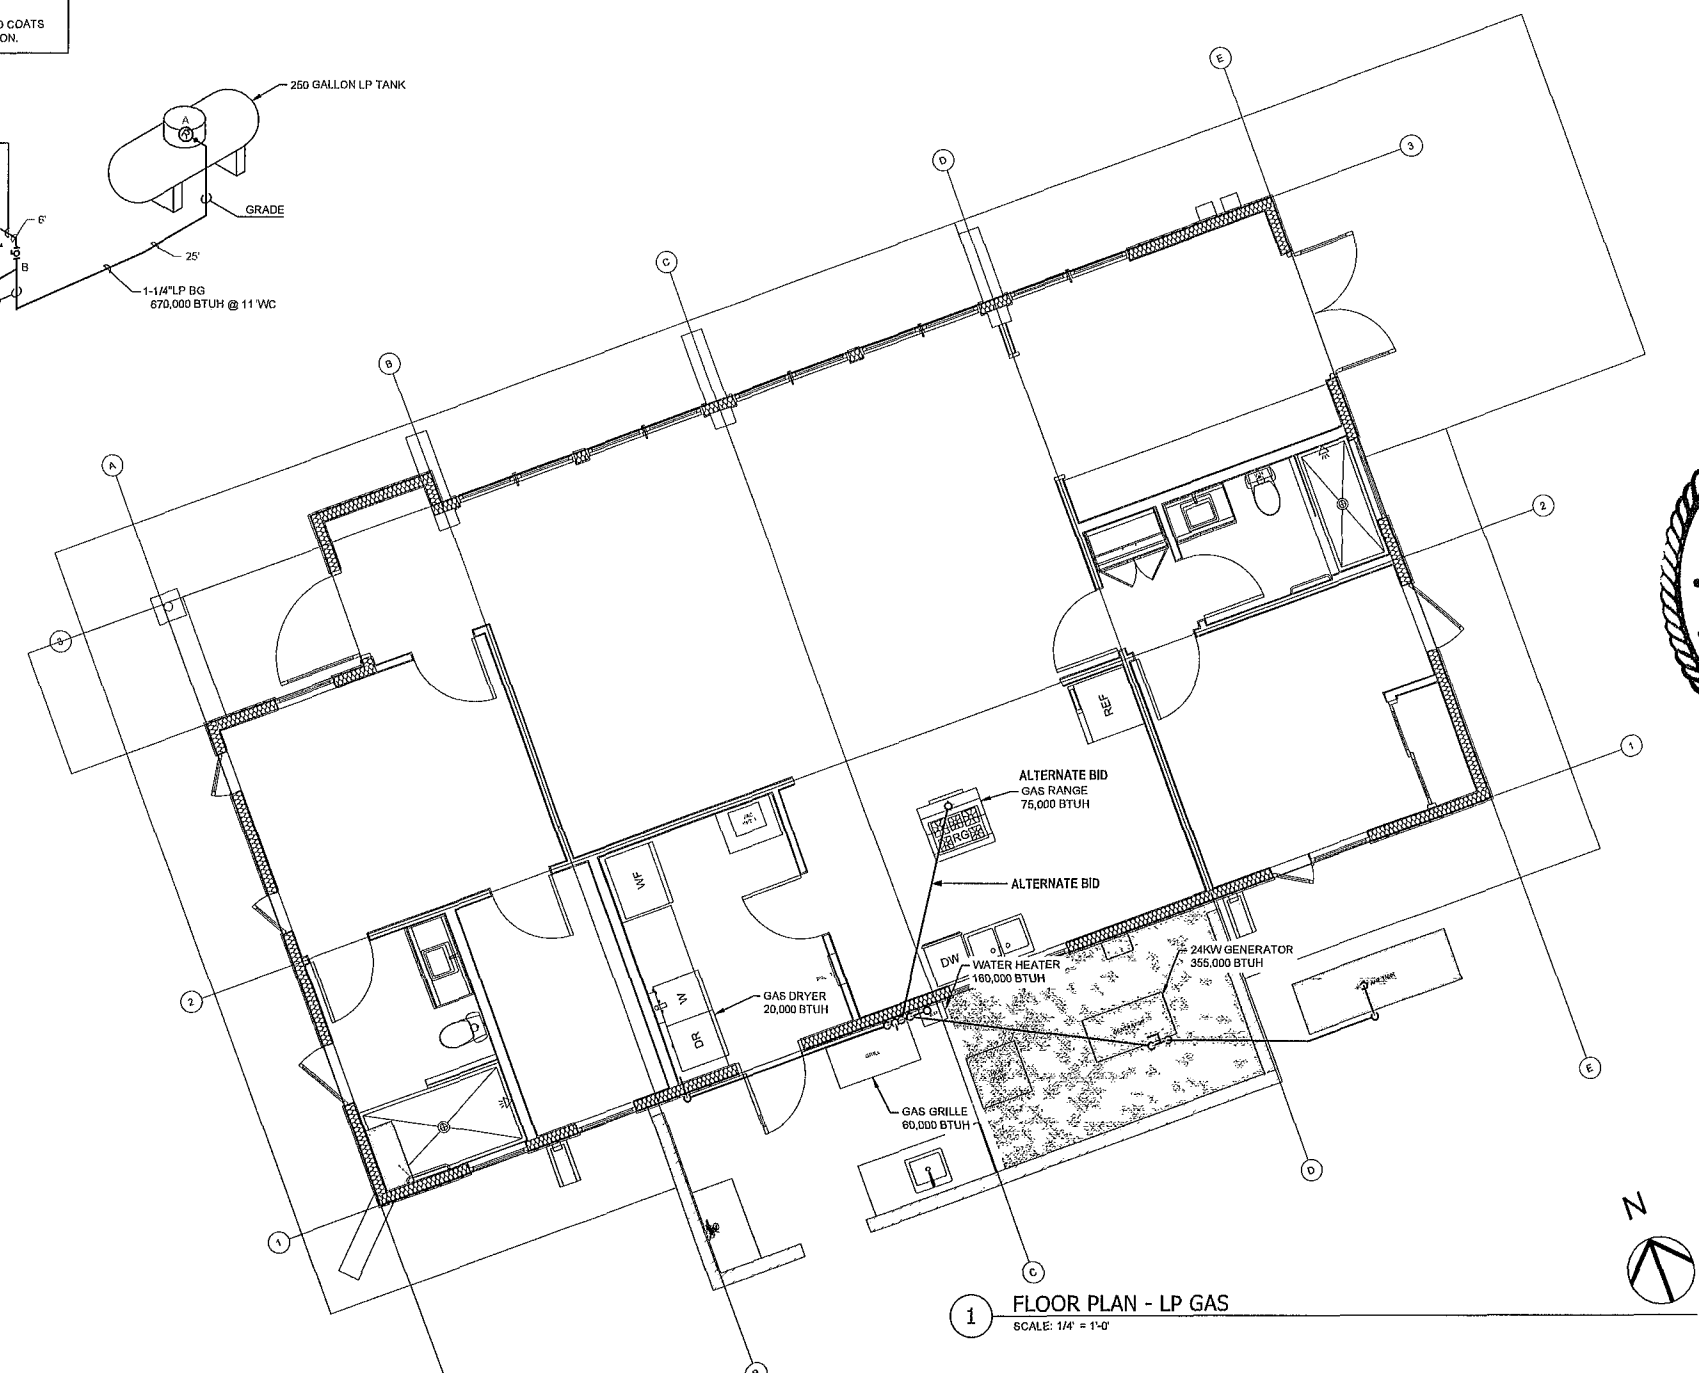 COATS
ON.
250 GALLON LP TANK
A
GRADE
6'
B
25'
1-1/4"LP BG
670,000 BTUH @ 11 'WC
E
D
3
C
B
A
2
3
REF
1
ALTERNATE BID
GAS RANGE
75,000 BTUH
RG
WF
ALTERNATE BID
24KW GENERATOR
355,000 BTUH
DW
WATER HEATER
160,000 BTUH
2
W
GAS DRYER
20,000 BTUH
DR
E
GAS GRILLE
60,000 BTUH
D
N
1
C
1
FLOOR PLAN - LP GAS
SCALE: 1/4' = 1'-0'